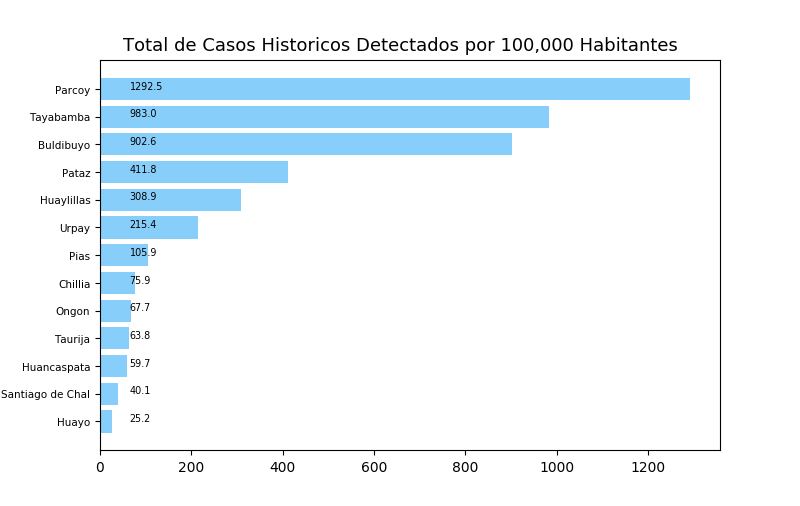 Total de Casos Historicos Detectados por 100,000 Habitantes
Parcoy 1292.5
Tayabamba 983.0
Buldibuyo 902.6
Pataz 411.8
Huaylillas 308.9
Urpay 215.4
Pias 105.9
Chillia 75.9
Ongon 67.7
Taurija 63.8
Huancaspata 59.7
Santiago de Chal 40.1
Huayo 25.2
0 200 400 600 800 1000 1200